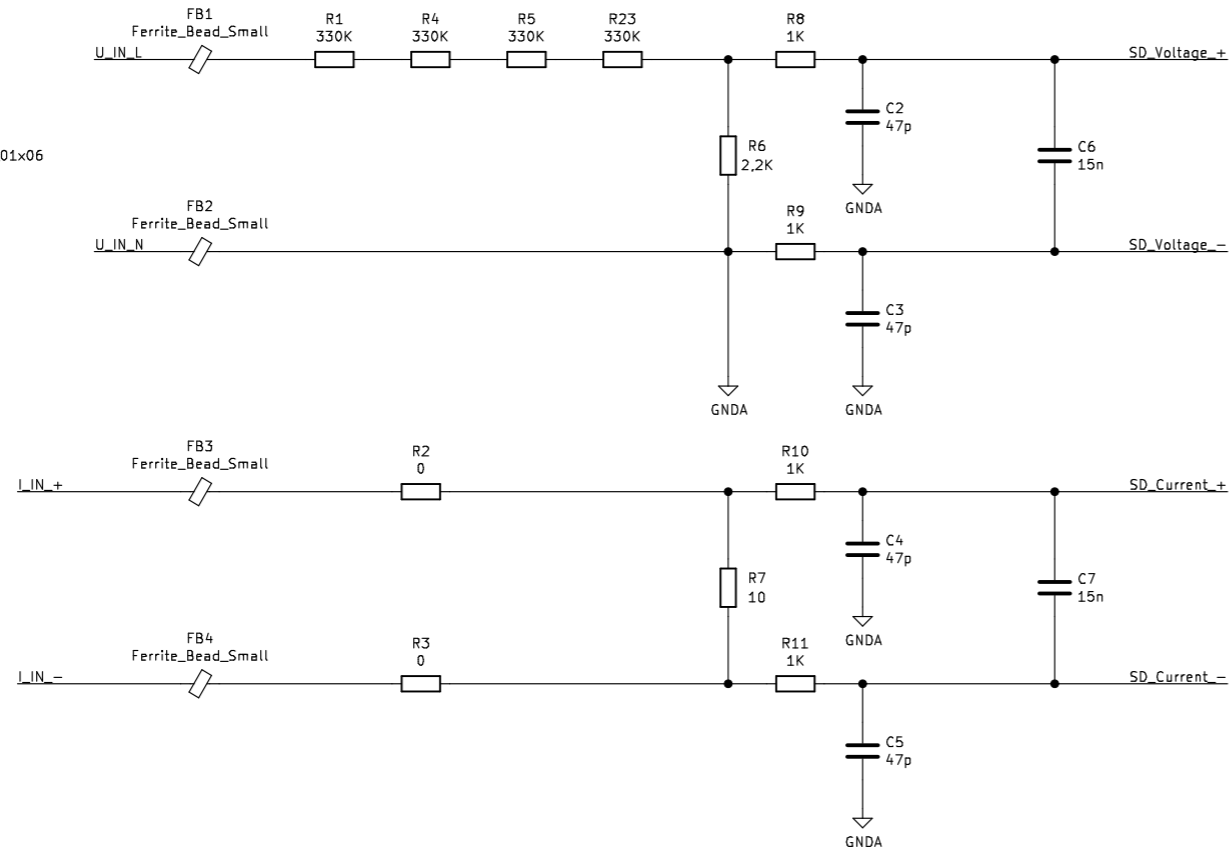 FB1
Ferrite_Bead_Small
U_IN_L
R1
330K
R4
330K
R5
330K
R23
330K
R8
1K
SD_Voltage_+
C2
47p
GNDA
01x06
R6
2,2K
C6
15n
FB2
Ferrite_Bead_Small
U_IN_N
R9
1K
SD_Voltage_-
C3
47p
GNDA
GNDA
FB3
Ferrite_Bead_Small
I_IN_+
R2
0
R10
1K
SD_Current_+
C4
47p
GNDA
R7
10
C7
15n
FB4
Ferrite_Bead_Small
I_IN_-
R3
0
R11
1K
SD_Current_-
C5
47p
GNDA